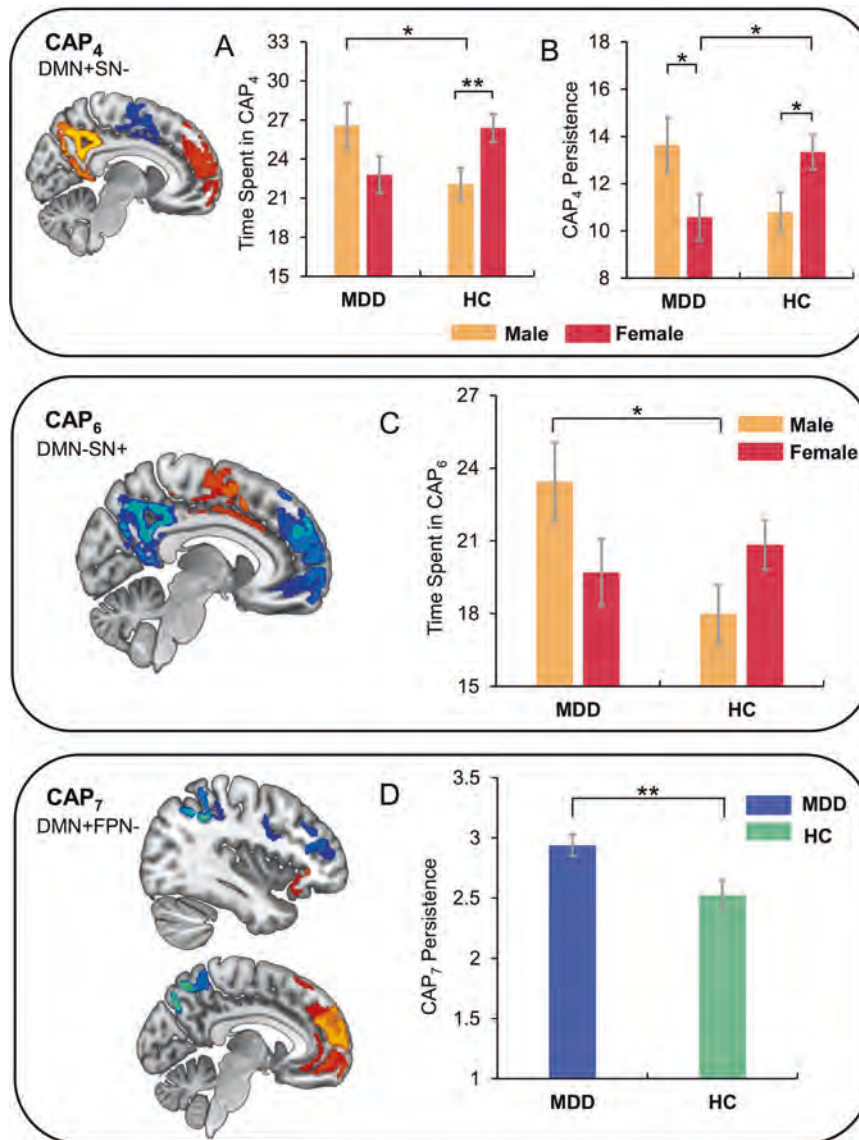 CAP4
DMN+SN-
A
Time Spent in CAP4
33
30
27
24
21
18
15
*
**
MDD
HC
B
CAP4 Persistence
18
16
14
12
10
8
*
*
*
MDD
HC
Male
Female
CAP6
DMN-SN+
C
Time Spent in CAP6
27
24
21
18
15
*
Male
Female
MDD
HC
CAP7
DMN+FPN-
D
CAP7 Persistence
3.5
3
2.5
2
1.5
1
**
MDD
HC
MDD
HC